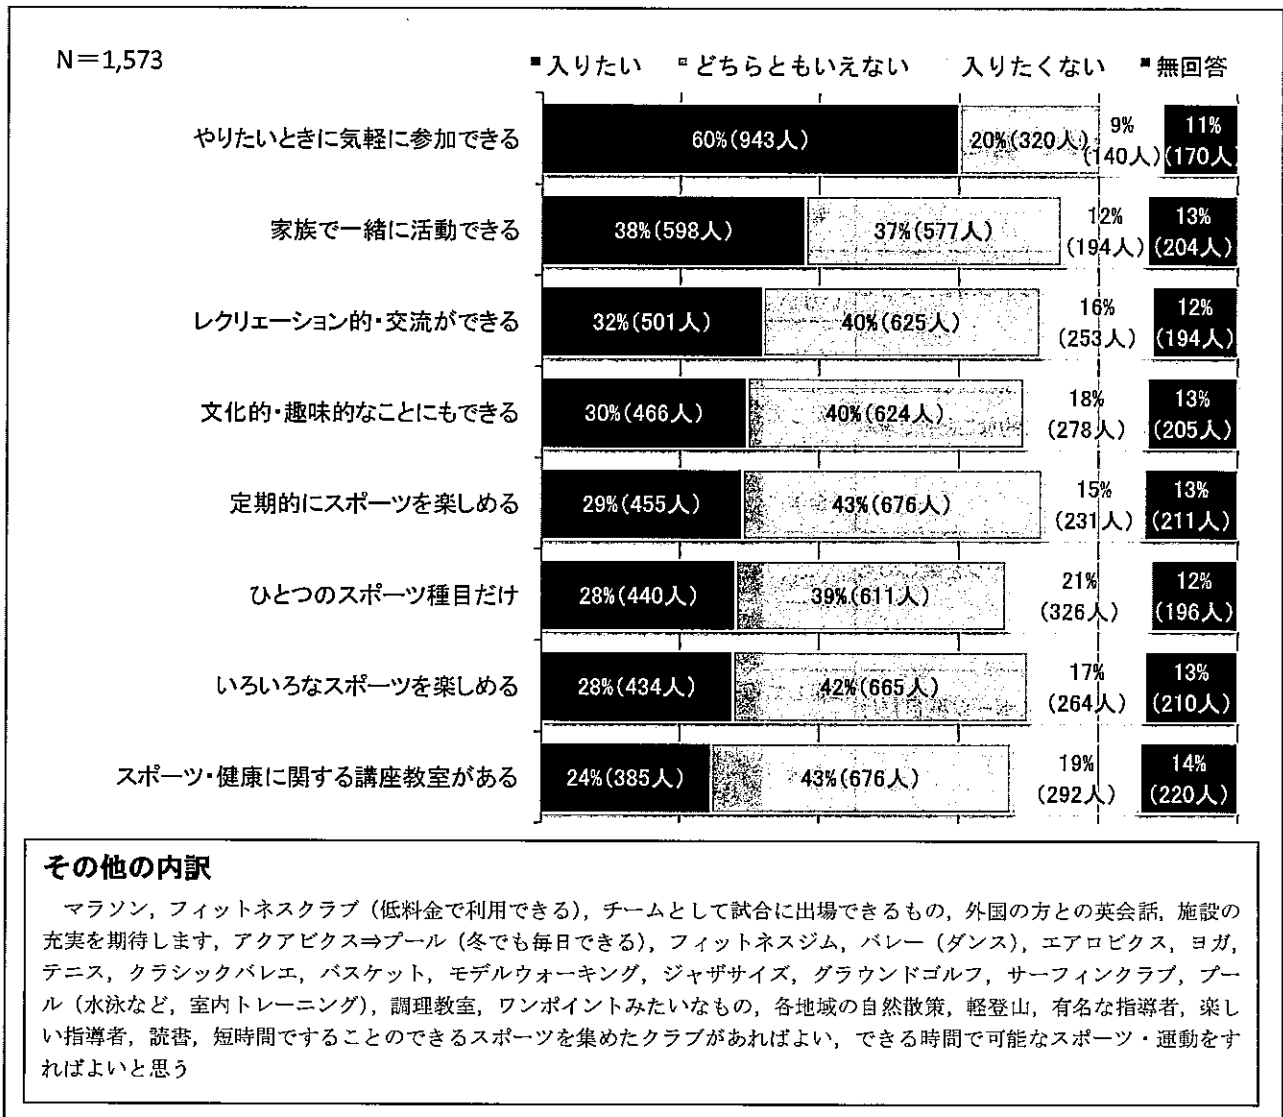 N＝1,573
■入りたい ■どちらともいえない 入りたくない ■無回答
やりたいときに気軽に参加できる 60%(943人) 20%(320人) 9%(140人) 11%(170人)
家族で一緒に活動できる 38%(598人) 37%(577人) 12%(194人) 13%(204人)
レクリェーション的・交流ができる 32%(501人) 40%(625人) 16%(253人) 12%(194人)
文化的・趣味的なことにもできる 30%(466人) 40%(624人) 18%(278人) 13%(205人)
定期的にスポーツを楽しめる 29%(455人) 43%(676人) 15%(231人) 13%(211人)
ひとつのスポーツ種目だけ 28%(440人) 39%(611人) 21%(326人) 12%(196人)
いろいろなスポーツを楽しめる 28%(434人) 42%(665人) 17%(264人) 13%(210人)
スポーツ・健康に関する講座教室がある 24%(385人) 43%(676人) 19%(292人) 14%(220人)
その他の内訳
マラソン，フィットネスクラブ（低料金で利用できる），チームとして試合に出場できるもの，外国の方との英会話，施設の
充実を期待します，アクアビクス⇒プール（冬でも毎日できる），フィットネスジム，バレー（ダンス），エアロビクス，ヨガ，
テニス，クラシックバレエ，バスケット，モデルウォーキング，ジャザサイズ，グラウンドゴルフ，サーフィンクラブ，プー
ル（水泳など，室内トレーニング），調理教室，ワンポイントみたいなもの，各地域の自然散策，軽登山，有名な指導者，楽し
い指導者，読書，短時間ですることのできるスポーツを集めたクラブがあればよい，できる時間で可能なスポーツ・運動をす
ればよいと思う